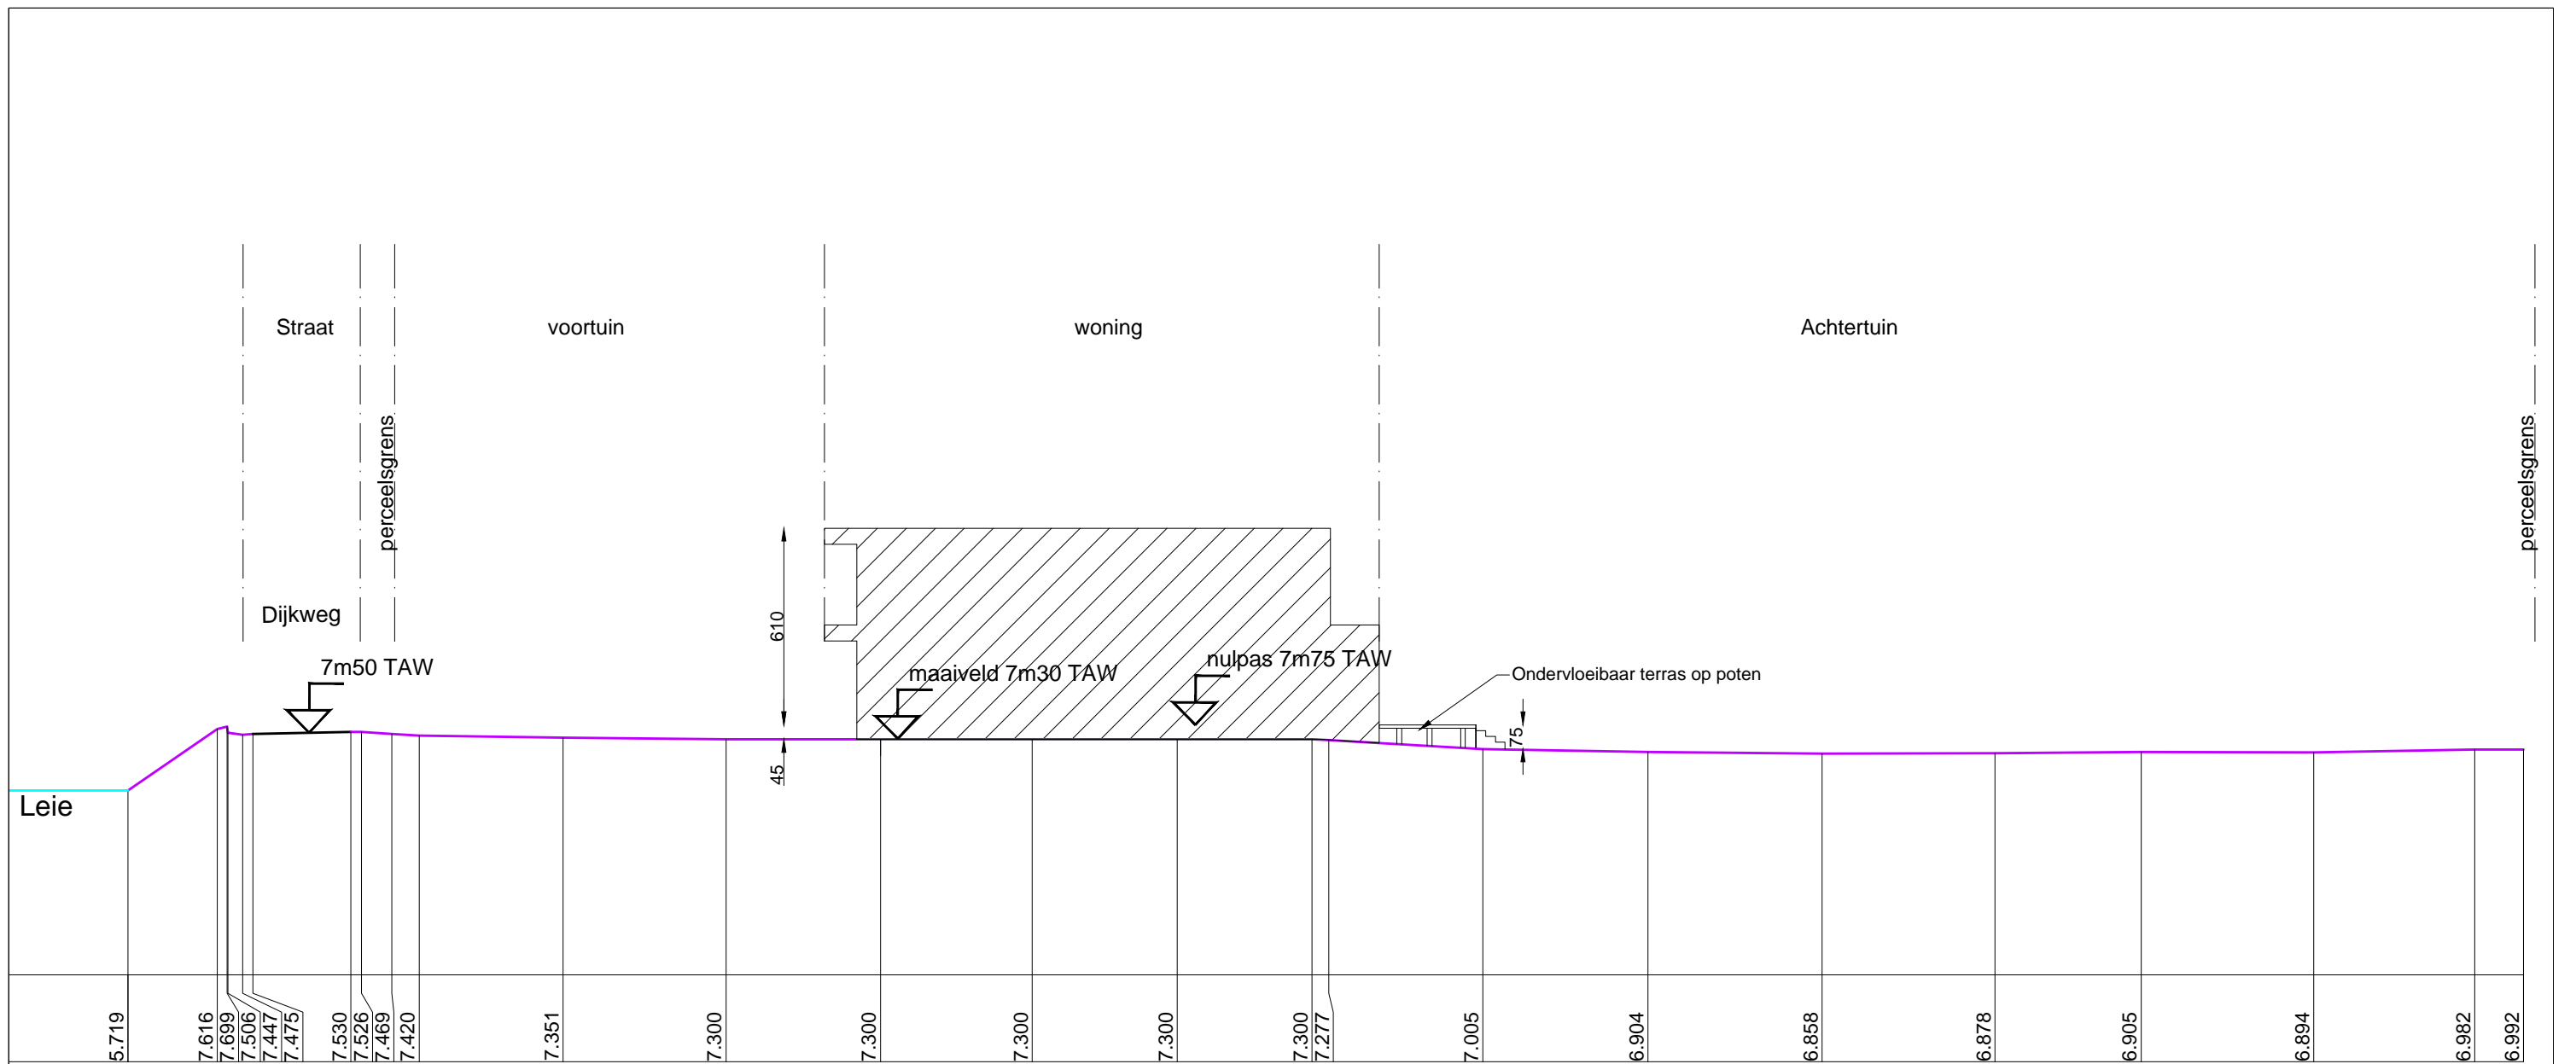 Straat
voortuin
woning
Achtertuin
perceelsgrens
perceelsgrens
Dijkweg
610
7m50 TAW
maaiveld 7m30 TAW
nulpas 7m75 TAW
Ondervloeibaar terras op poten
75
45
Leie
5.719
7.616
7.699
7.506
7.447
7.475
7.530
7.526
7.469
7.420
7.351
7.300
7.300
7.300
7.300
7.300
7.277
7.005
6.904
6.858
6.878
6.905
6.894
6.982
6.992